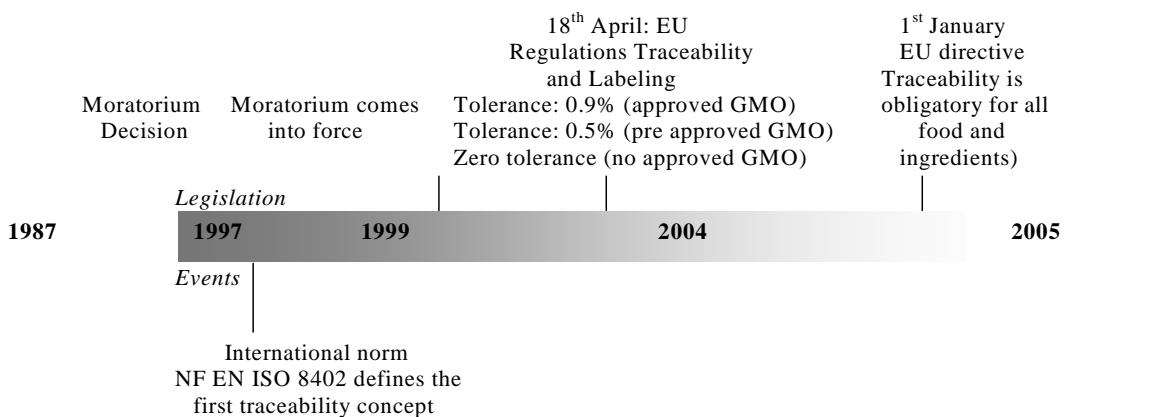 18th April: EU
Regulations Traceability
and Labeling
Tolerance: 0.9% (approved GMO)
Tolerance: 0.5% (pre approved GMO)
Zero tolerance (no approved GMO)
1st January
EU directive
Traceability is
obligatory for all
food and
ingredients)
Moratorium
Decision
Moratorium comes
into force
Legislation
1987 1997 1999 2004 2005
Events
International norm
NF EN ISO 8402 defines the
first traceability concept